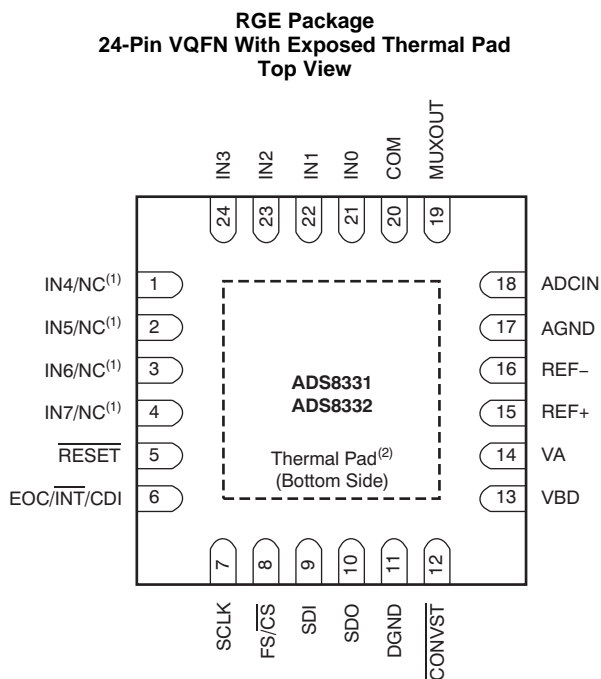 RGE Package
24-Pin VQFN With Exposed Thermal Pad
Top View
IN3
IN2
IN1
IN0
COM
MUXOUT
24
23
22
21
20
19
IN4/NC(1) 1
18 ADCIN
IN5/NC(1) 2
17 AGND
IN6/NC(1) 3
16 REF−
IN7/NC(1) 4
15 REF+
RESET 5
14 VA
EOC/INT/CDI 6
13 VBD
ADS8331
ADS8332
Thermal Pad(2)
(Bottom Side)
7
8
9
10
11
12
SCLK
FS/CS
SDI
SDO
DGND
CONVST